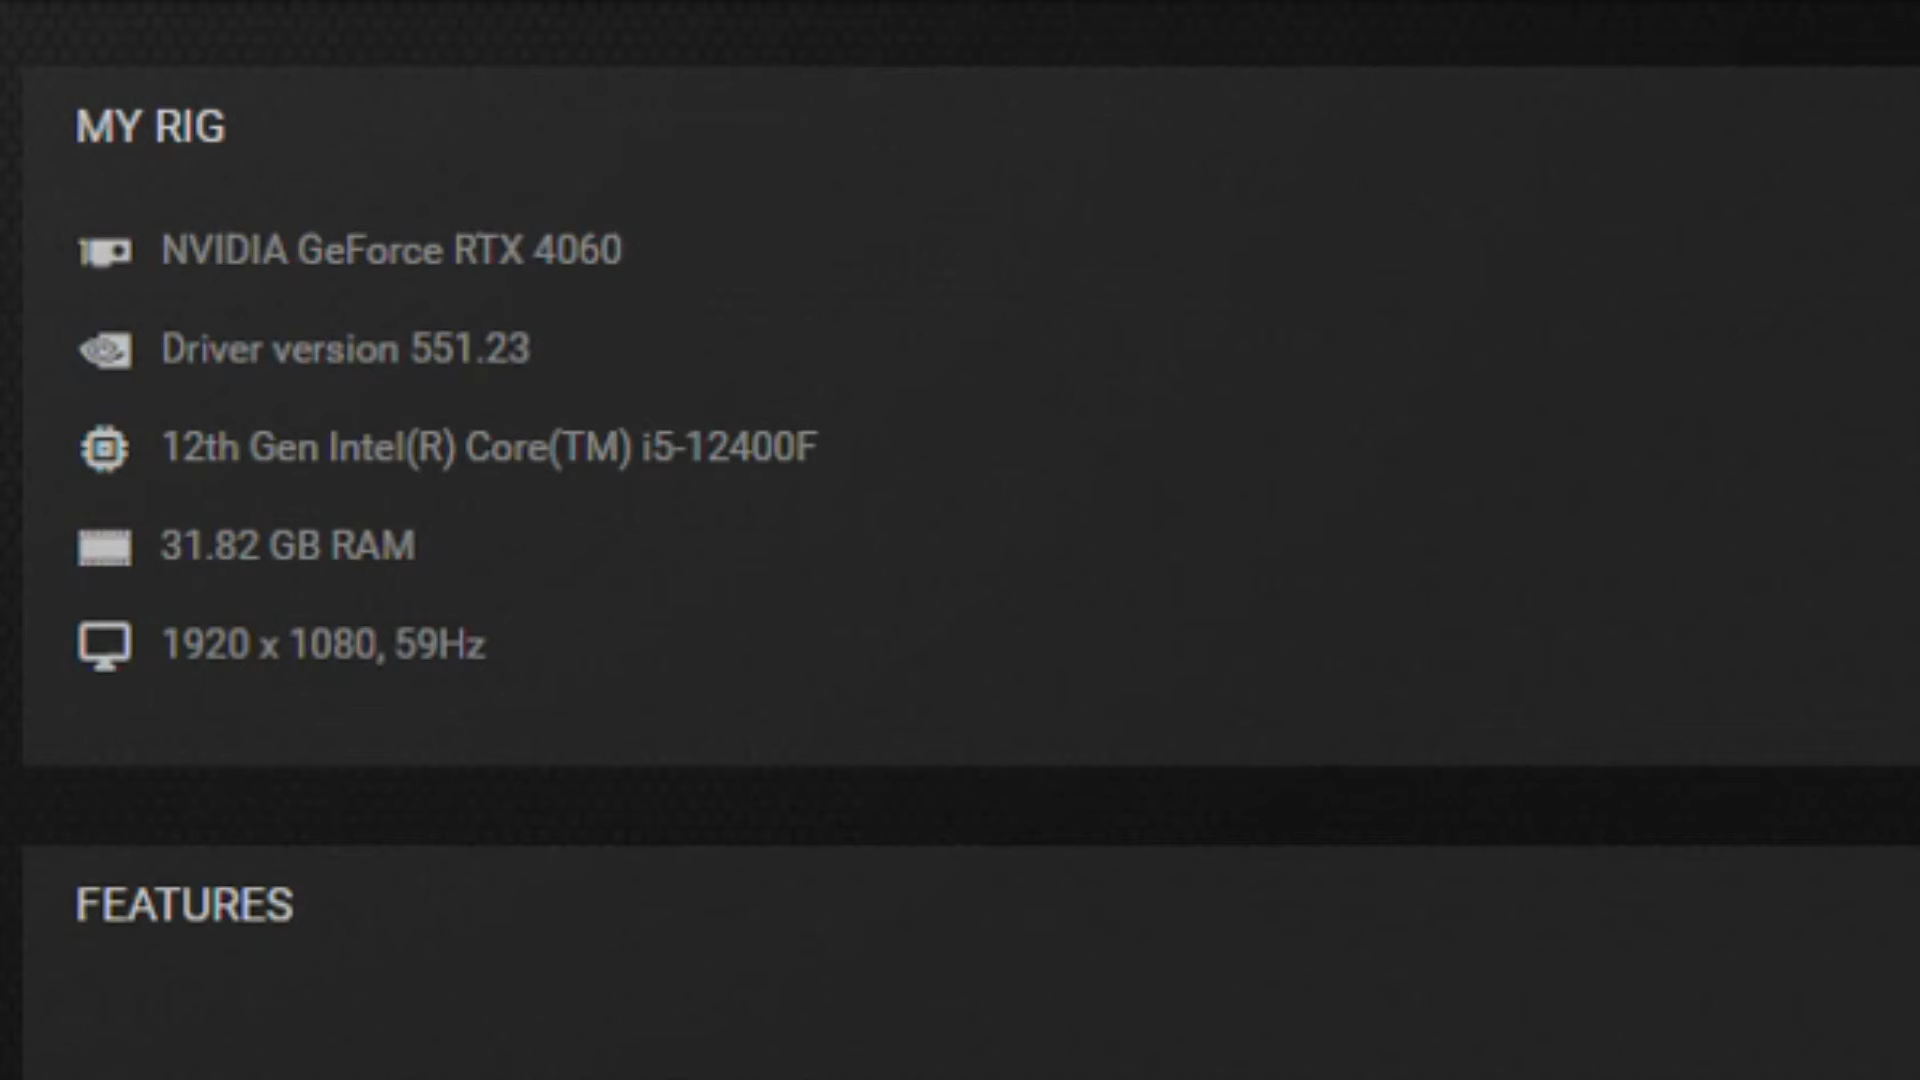 MY RIG
NVIDIA GeForce RTX 4060
Driver version 551.23
12th Gen Intel(R) Core(TM) i5-12400F
31.82 GB RAM
1920 x 1080, 59Hz
FEATURES